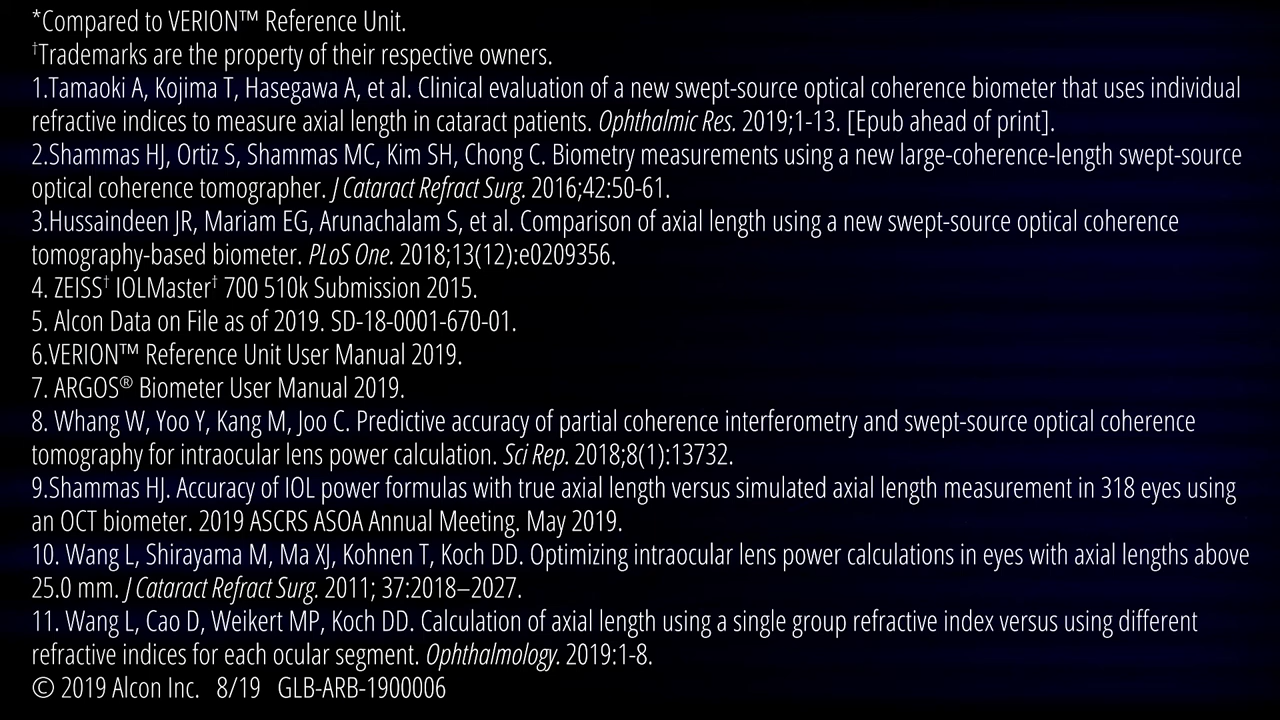 *Compared to VERION™ Reference Unit.
†Trademarks are the property of their respective owners.
1.Tamaoki A, Kojima T, Hasegawa A, et al. Clinical evaluation of a new swept-source optical coherence biometer that uses individual
refractive indices to measure axial length in cataract patients. Ophthalmic Res. 2019;1-13. [Epub ahead of print].
2.Shammas HJ, Ortiz S, Shammas MC, Kim SH, Chong C. Biometry measurements using a new large-coherence-length swept-source
optical coherence tomographer. J Cataract Refract Surg. 2016;42:50-61.
3.Hussaindeen JR, Mariam EG, Arunachalam S, et al. Comparison of axial length using a new swept-source optical coherence
tomography-based biometer. PLoS One. 2018;13(12):e0209356.
4. ZEISS† IOLMaster† 700 510k Submission 2015.
5. Alcon Data on File as of 2019. SD-18-0001-670-01.
6.VERION™ Reference Unit User Manual 2019.
7. ARGOS® Biometer User Manual 2019.
8. Whang W, Yoo Y, Kang M, Joo C. Predictive accuracy of partial coherence interferometry and swept-source optical coherence
tomography for intraocular lens power calculation. Sci Rep. 2018;8(1):13732.
9.Shammas HJ. Accuracy of IOL power formulas with true axial length versus simulated axial length measurement in 318 eyes using
an OCT biometer. 2019 ASCRS ASOA Annual Meeting. May 2019.
10. Wang L, Shirayama M, Ma XJ, Kohnen T, Koch DD. Optimizing intraocular lens power calculations in eyes with axial lengths above
25.0 mm. J Cataract Refract Surg. 2011; 37:2018–2027.
11. Wang L, Cao D, Weikert MP, Koch DD. Calculation of axial length using a single group refractive index versus using different
refractive indices for each ocular segment. Ophthalmology. 2019:1-8.
© 2019 Alcon Inc. 8/19 GLB-ARB-1900006